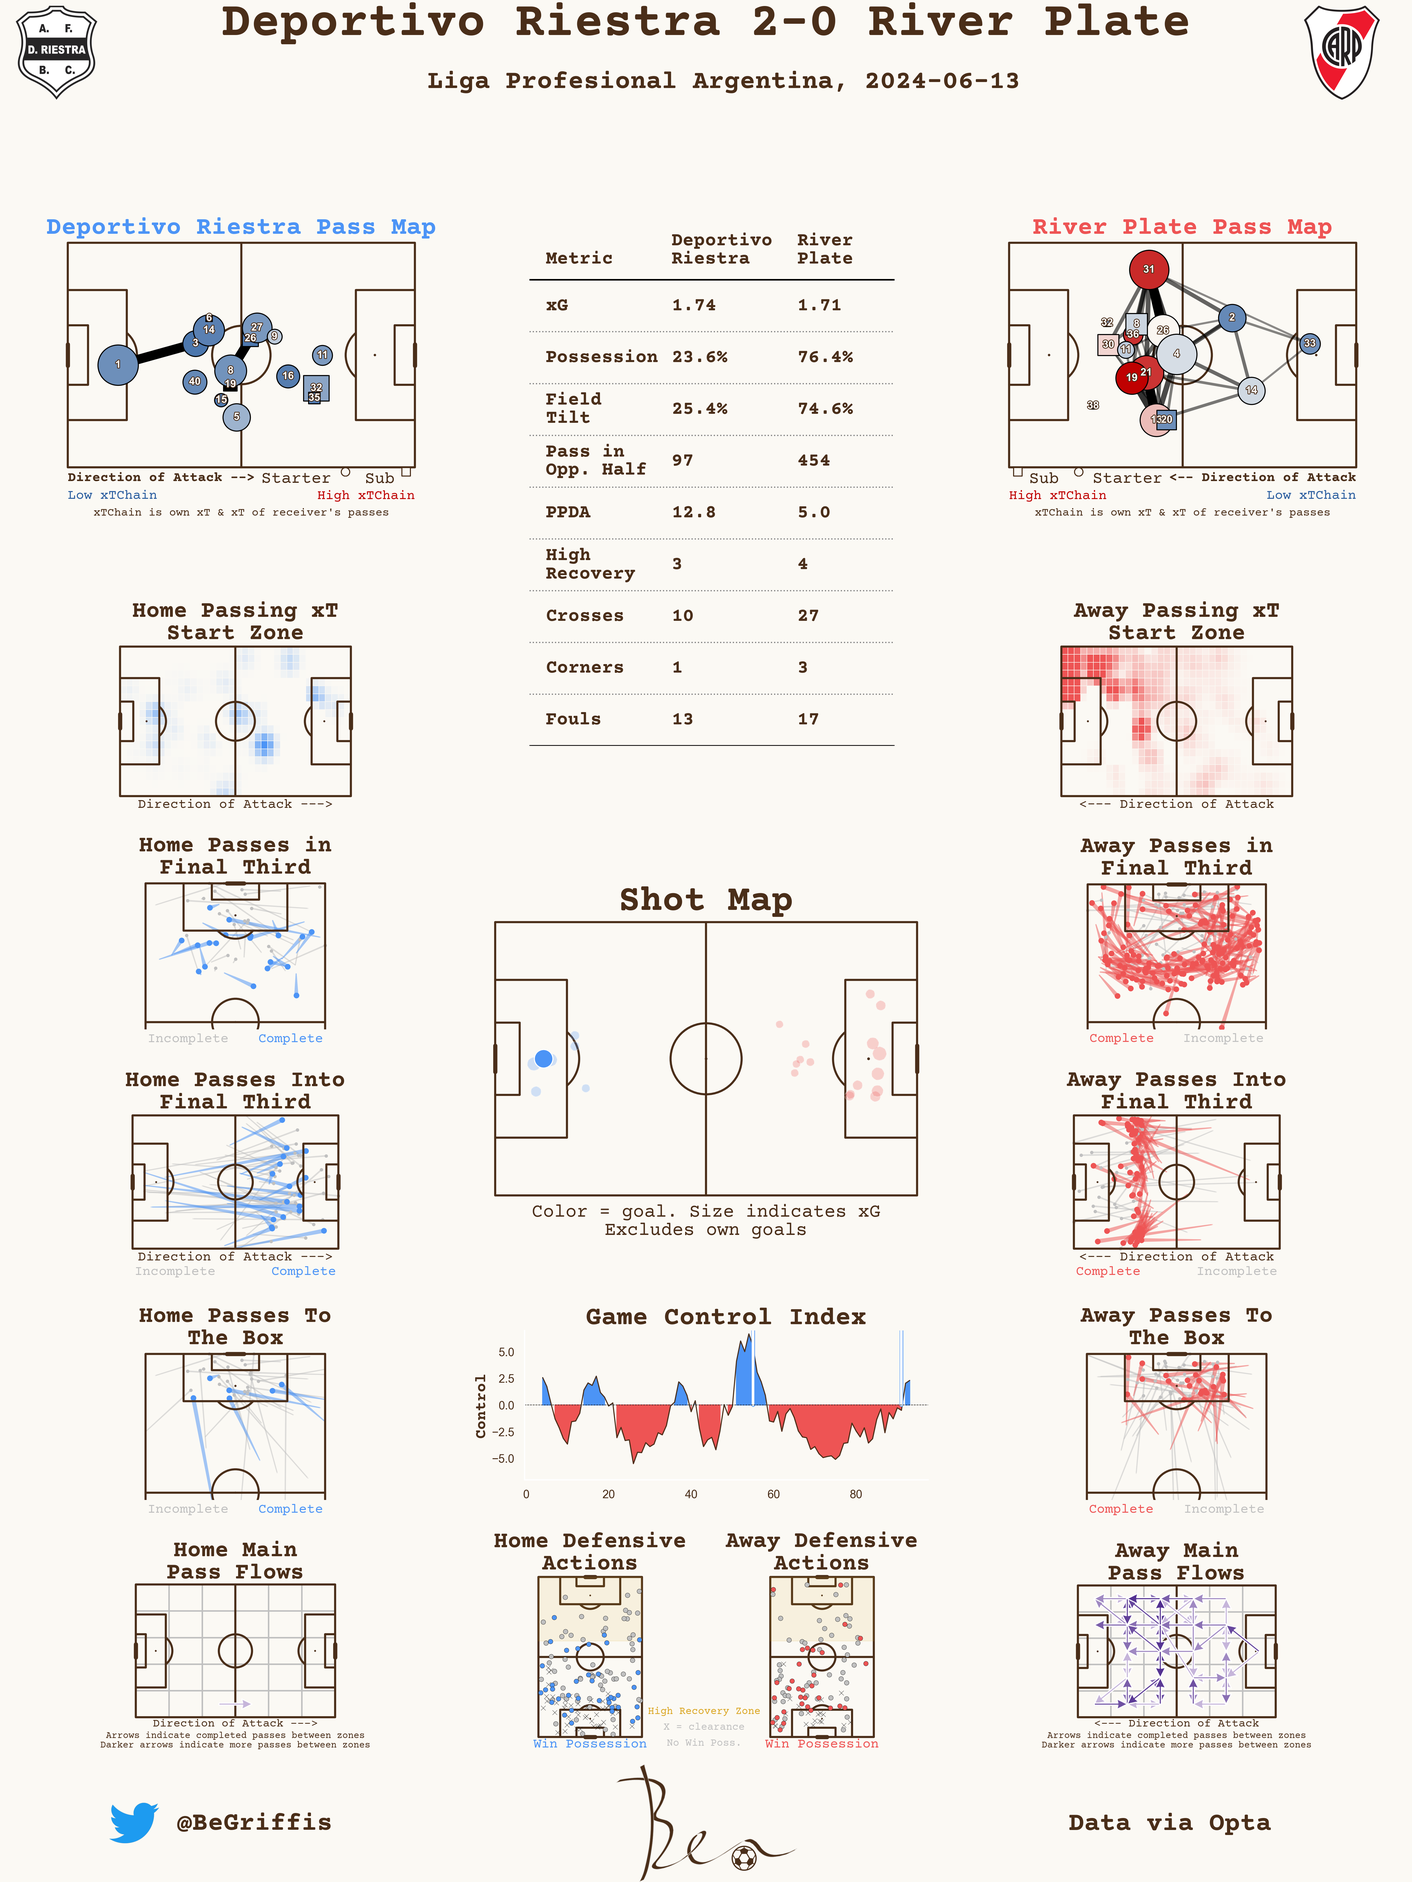 Deportivo Riestra 2-0 River Plate
Liga Profesional Argentina, 2024-06-13
A. F.
D. RIESTRA
B. C.
CARP
Deportivo Riestra Pass Map
1
3
6
14
40
15
5
8
19
27
26
9
16
11
32
35
Direction of Attack --> Starter Sub
Low xTChain High xTChain
xTChain is own xT & xT of receiver's passes
Metric Deportivo Riestra River Plate
xG 1.74 1.71
Possession 23.6% 76.4%
Field Tilt 25.4% 74.6%
Pass in Opp. Half 97 454
PPDA 12.8 5.0
High Recovery 3 4
Crosses 10 27
Corners 1 3
Fouls 13 17
River Plate Pass Map
31
32
8
36
30
11
26
4
2
33
21
19
14
38
13
20
Sub Starter <-- Direction of Attack
High xTChain Low xTChain
xTChain is own xT & xT of receiver's passes
Home Passing xT
Start Zone
Direction of Attack --->
Away Passing xT
Start Zone
<--- Direction of Attack
Home Passes in
Final Third
Incomplete Complete
Away Passes in
Final Third
Complete Incomplete
Shot Map
Color = goal. Size indicates xG
Excludes own goals
Home Passes Into
Final Third
Direction of Attack --->
Incomplete Complete
Away Passes Into
Final Third
<--- Direction of Attack
Complete Incomplete
Home Passes To
The Box
Incomplete Complete
Game Control Index
Control
5.0
2.5
0.0
−2.5
−5.0
0 20 40 60 80
Away Passes To
The Box
Complete Incomplete
Home Main
Pass Flows
Direction of Attack --->
Arrows indicate completed passes between zones
Darker arrows indicate more passes between zones
Home Defensive
Actions
Win Possession
Away Defensive
Actions
Win Possession
High Recovery Zone
X = clearance
No Win Poss.
Away Main
Pass Flows
<--- Direction of Attack
Arrows indicate completed passes between zones
Darker arrows indicate more passes between zones
@BeGriffis
Ben
Data via Opta